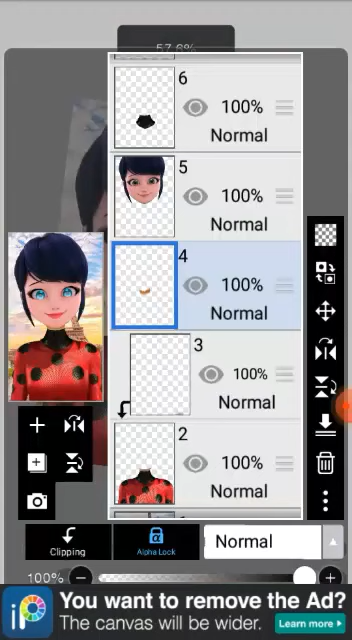 57.6%
6
100%
Normal
5
100%
Normal
4
100%
Normal
3
100%
Normal
2
100%
Normal
Clipping
α
Alpha Lock
Normal
100%
iP
You want to remove the Ad?
The canvas will be wider.
Learn more